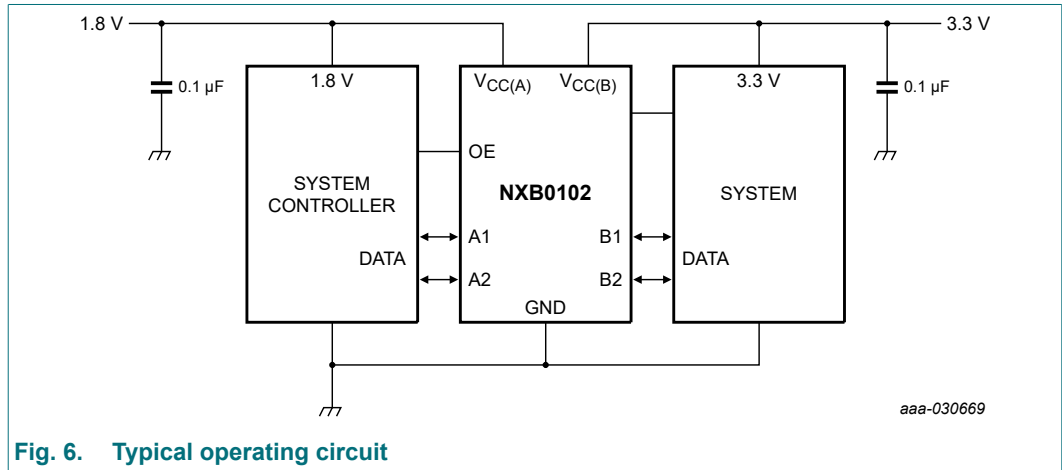 1.8 V
3.3 V
0.1 µF
1.8 V
VCC(A)
VCC(B)
3.3 V
0.1 µF
OE
SYSTEM
CONTROLLER
NXB0102
SYSTEM
A1
B1
DATA
DATA
A2
B2
GND
aaa-030669
Fig. 6. Typical operating circuit